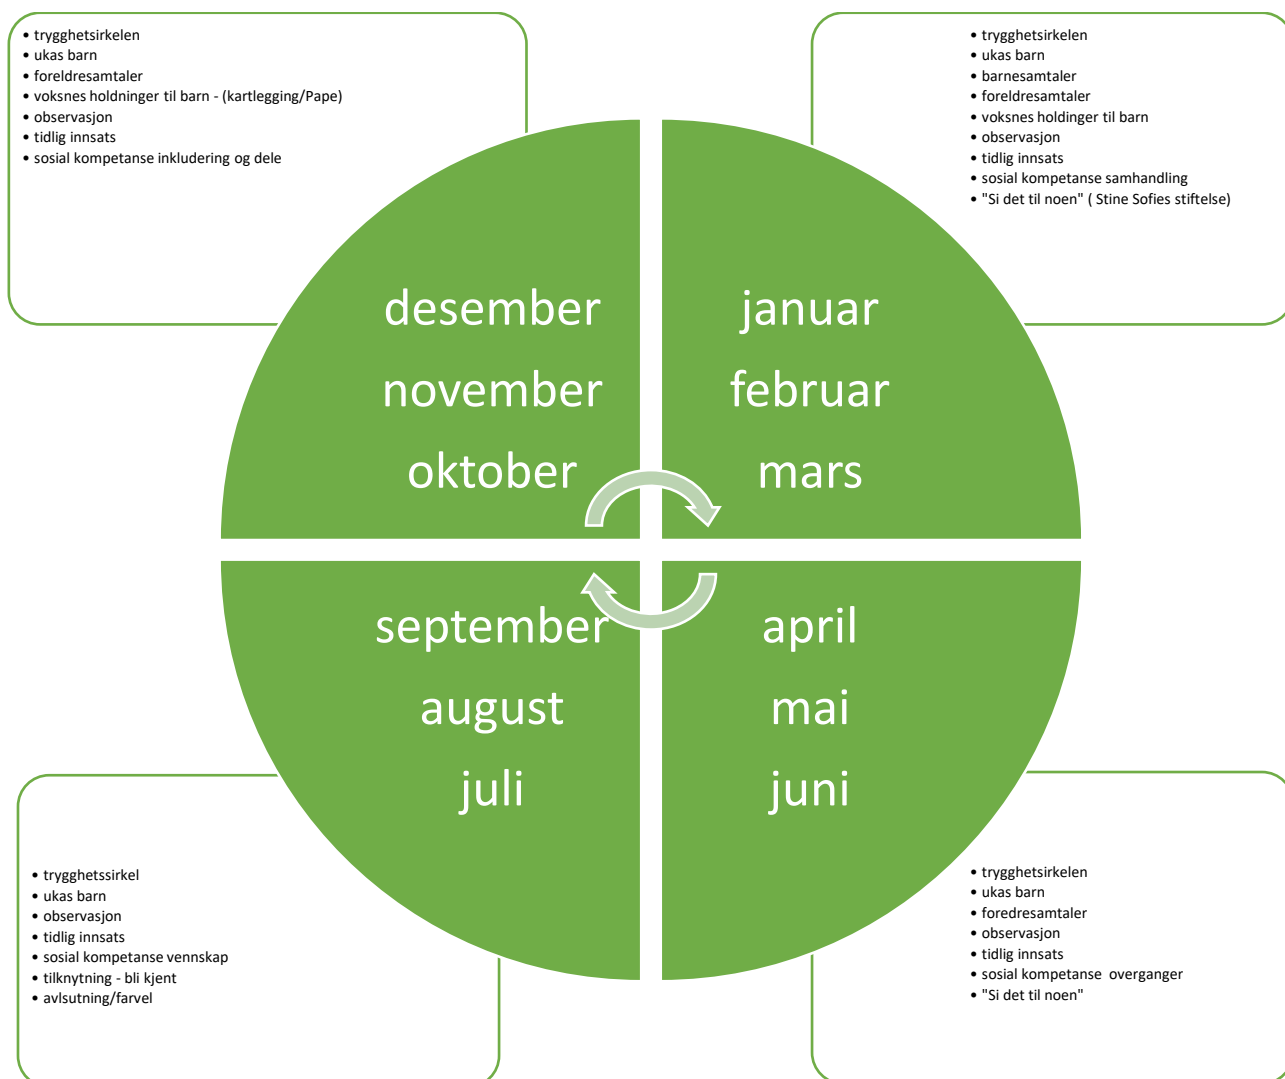 • trygghetsirkelen
• ukas barn
• foreldresamtaler
• voksnes holdninger til barn - (kartlegging/Pape)
• observasjon
• tidlig innsats
• sosial kompetanse inkludering og dele
• trygghetsirkelen
• ukas barn
• barnesamtaler
• foreldresamtaler
• voksnes holdinger til barn
• observasjon
• tidlig innsats
• sosial kompetanse samhandling
• "Si det til noen" ( Stine Sofies stiftelse)
desember
november
oktober
januar
februar
mars
september
august
juli
april
mai
juni
• trygghetssirkel
• ukas barn
• observasjon
• tidlig innsats
• sosial kompetanse vennskap
• tilknytning - bli kjent
• avlsutning/farvel
• trygghetsirkelen
• ukas barn
• foredresamtaler
• observasjon
• tidlig innsats
• sosial kompetanse  overganger
• "Si det til noen"